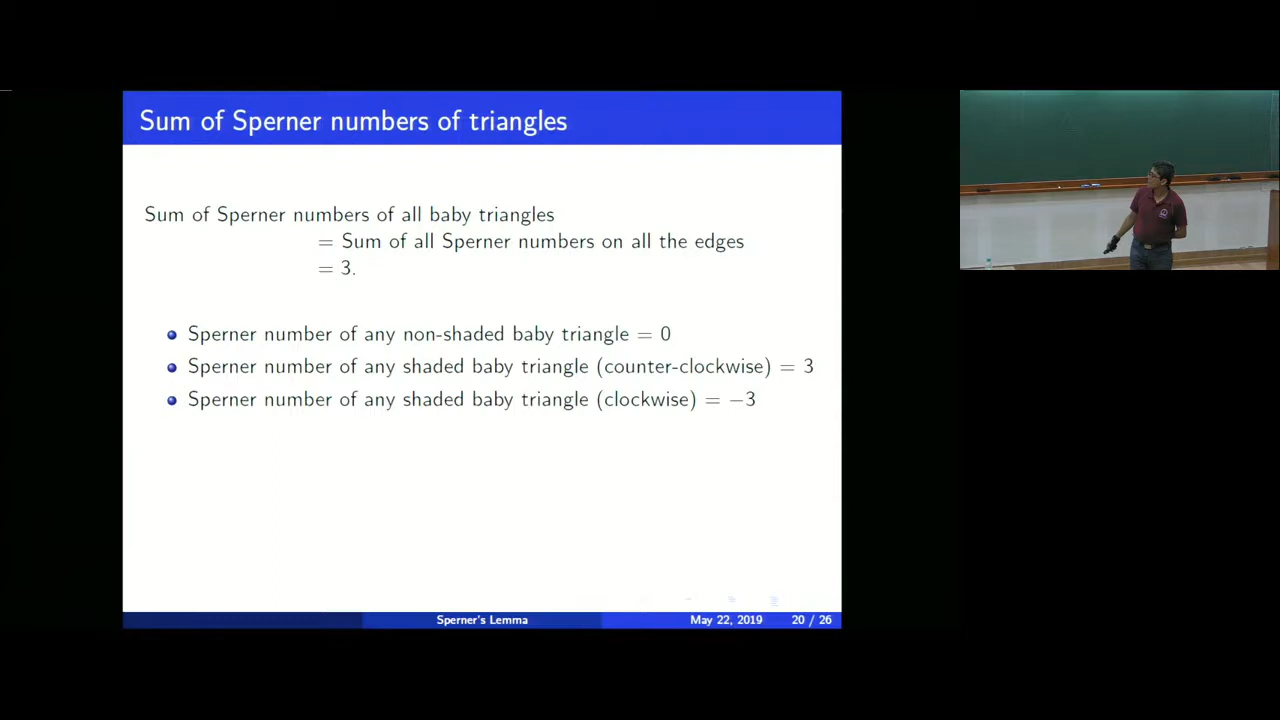 Sum of Sperner numbers of triangles
Sum of Sperner numbers of all baby triangles
= Sum of all Sperner numbers on all the edges
= 3.
Sperner number of any non-shaded baby triangle = 0
Sperner number of any shaded baby triangle (counter-clockwise) = 3
Sperner number of any shaded baby triangle (clockwise) = −3
Sperner's Lemma May 22, 2019 20 / 26